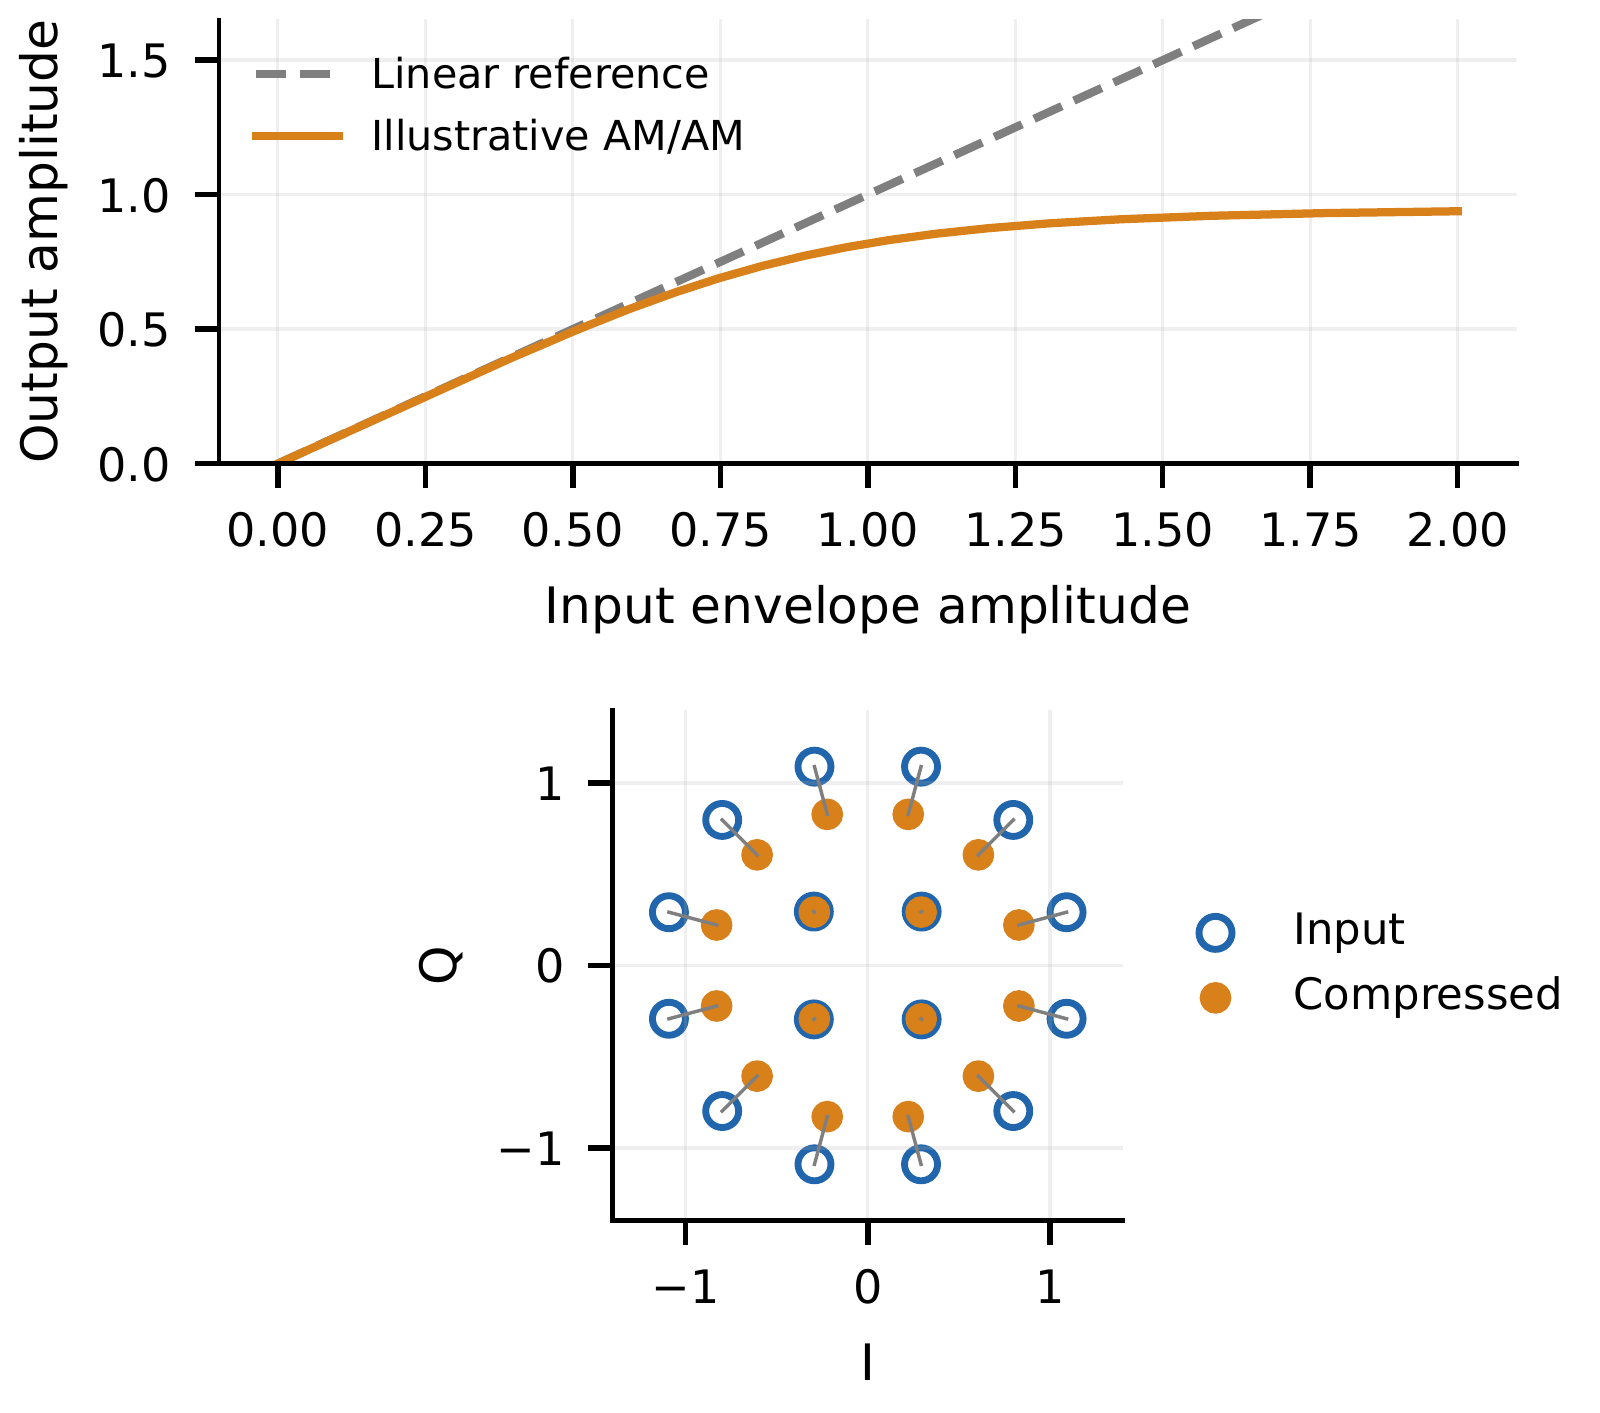 Output amplitude
1.5
1.0
0.5
0.0
Linear reference
Illustrative AM/AM
0.00 0.25 0.50 0.75 1.00 1.25 1.50 1.75 2.00
Input envelope amplitude
Q
1
0
−1
−1 0 1
I
Input
Compressed